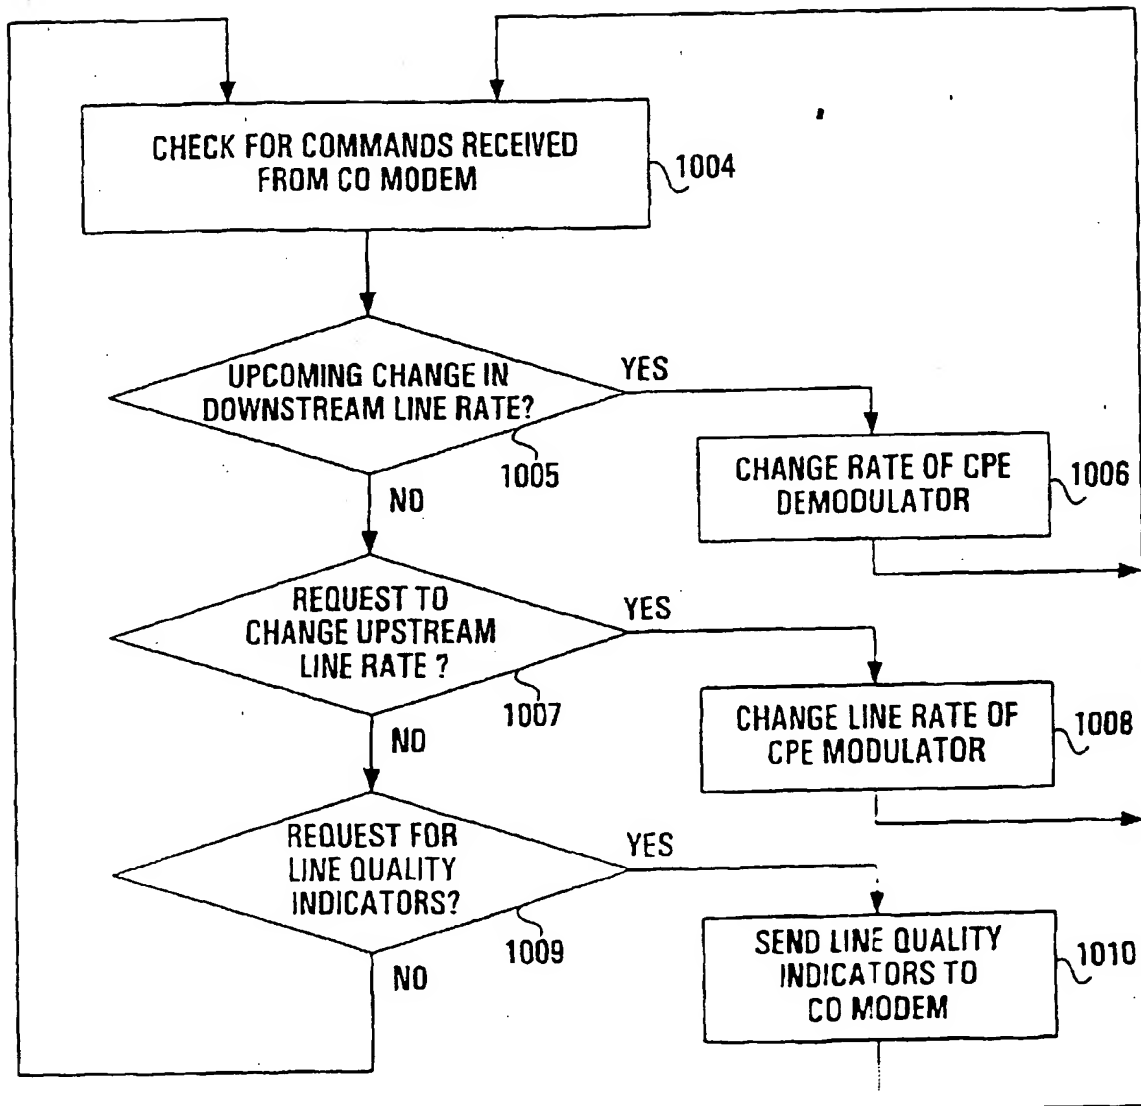 CHECK FOR COMMANDS RECEIVED
FROM CO MODEM
1004
UPCOMING CHANGE IN
DOWNSTREAM LINE RATE?
YES
1005
NO
CHANGE RATE OF CPE
DEMODULATOR
1006
REQUEST TO
CHANGE UPSTREAM
LINE RATE ?
YES
1007
NO
CHANGE LINE RATE OF
CPE MODULATOR
1008
REQUEST FOR
LINE QUALITY
INDICATORS?
YES
1009
NO
SEND LINE QUALITY
INDICATORS TO
CO MODEM
1010